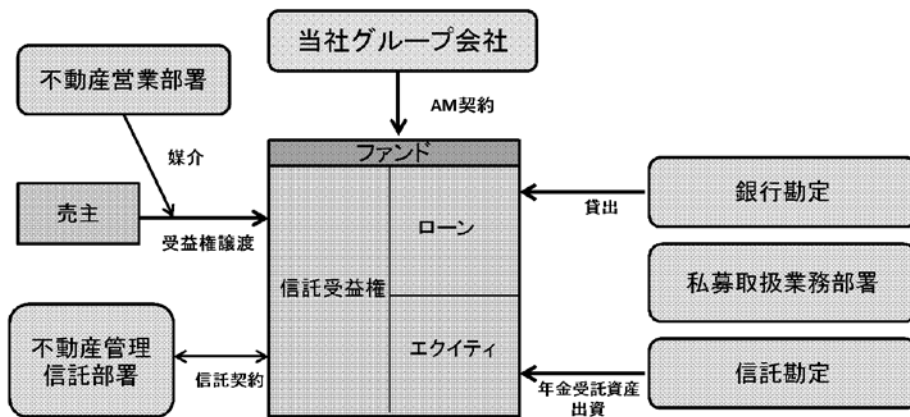 当社グループ会社
不動産営業部署
AM契約
媒介
ファンド
売主
受益権譲渡
信託受益権
ローン
エクイティ
貸出
銀行勘定
私募取扱業務部署
不動産管理
信託部署
信託契約
年金受託資産
出資
信託勘定